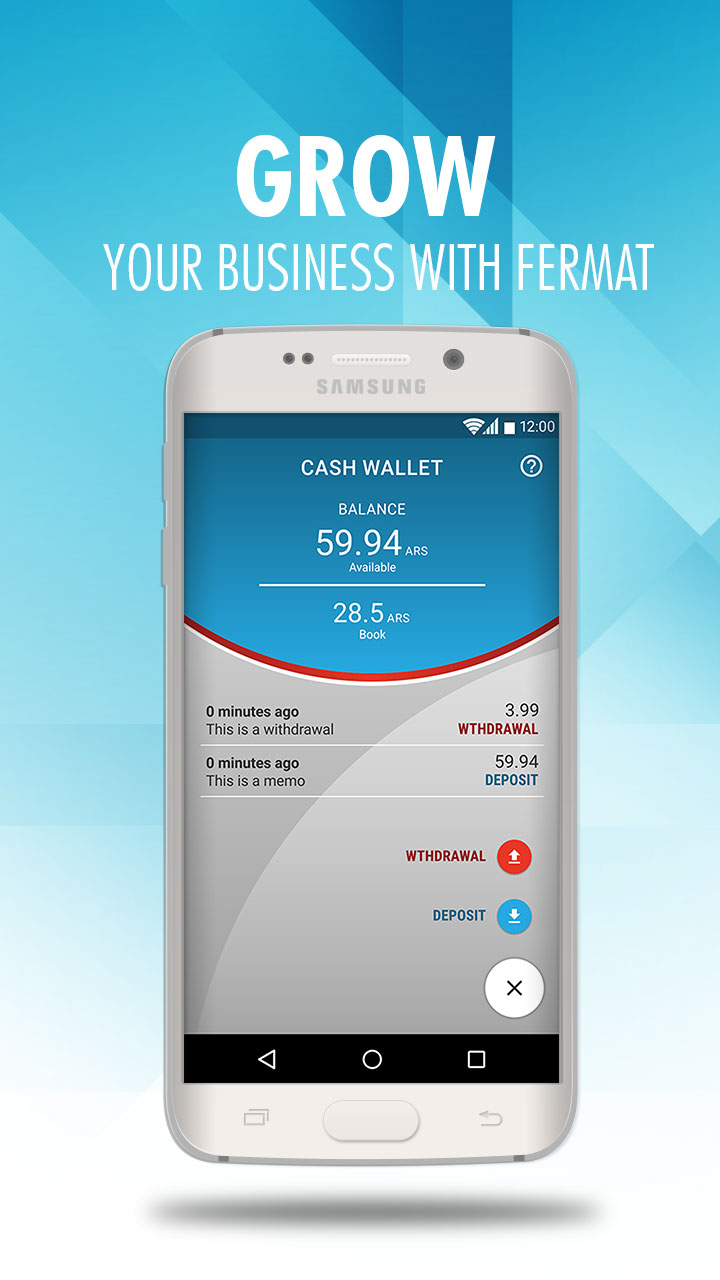 GROW
YOUR BUSINESS WITH FERMAT
SAMSUNG
12:00
CASH WALLET
BALANCE
59.94 ARS
Available
28.5 ARS
Book
0 minutes ago 3.99
This is a withdrawal WTHDRAWAL
0 minutes ago 59.94
This is a memo DEPOSIT
WTHDRAWAL
DEPOSIT